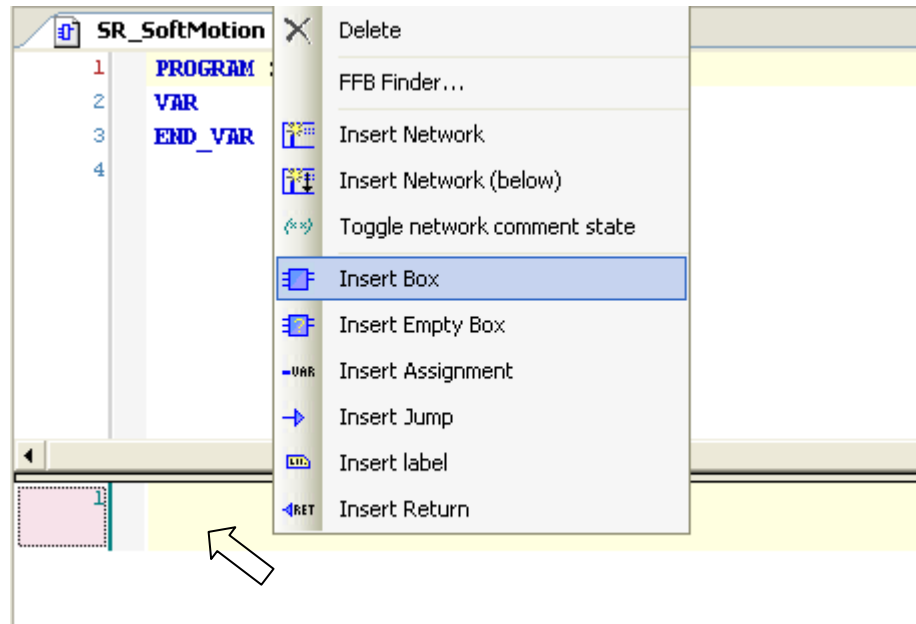 SR_SoftMotion
1 PROGRAM
2 VAR
3 END_VAR
4
Delete
FFB Finder...
Insert Network
Insert Network (below)
Toggle network comment state
Insert Box
Insert Empty Box
VAR Insert Assignment
Insert Jump
Insert label
RET Insert Return
1